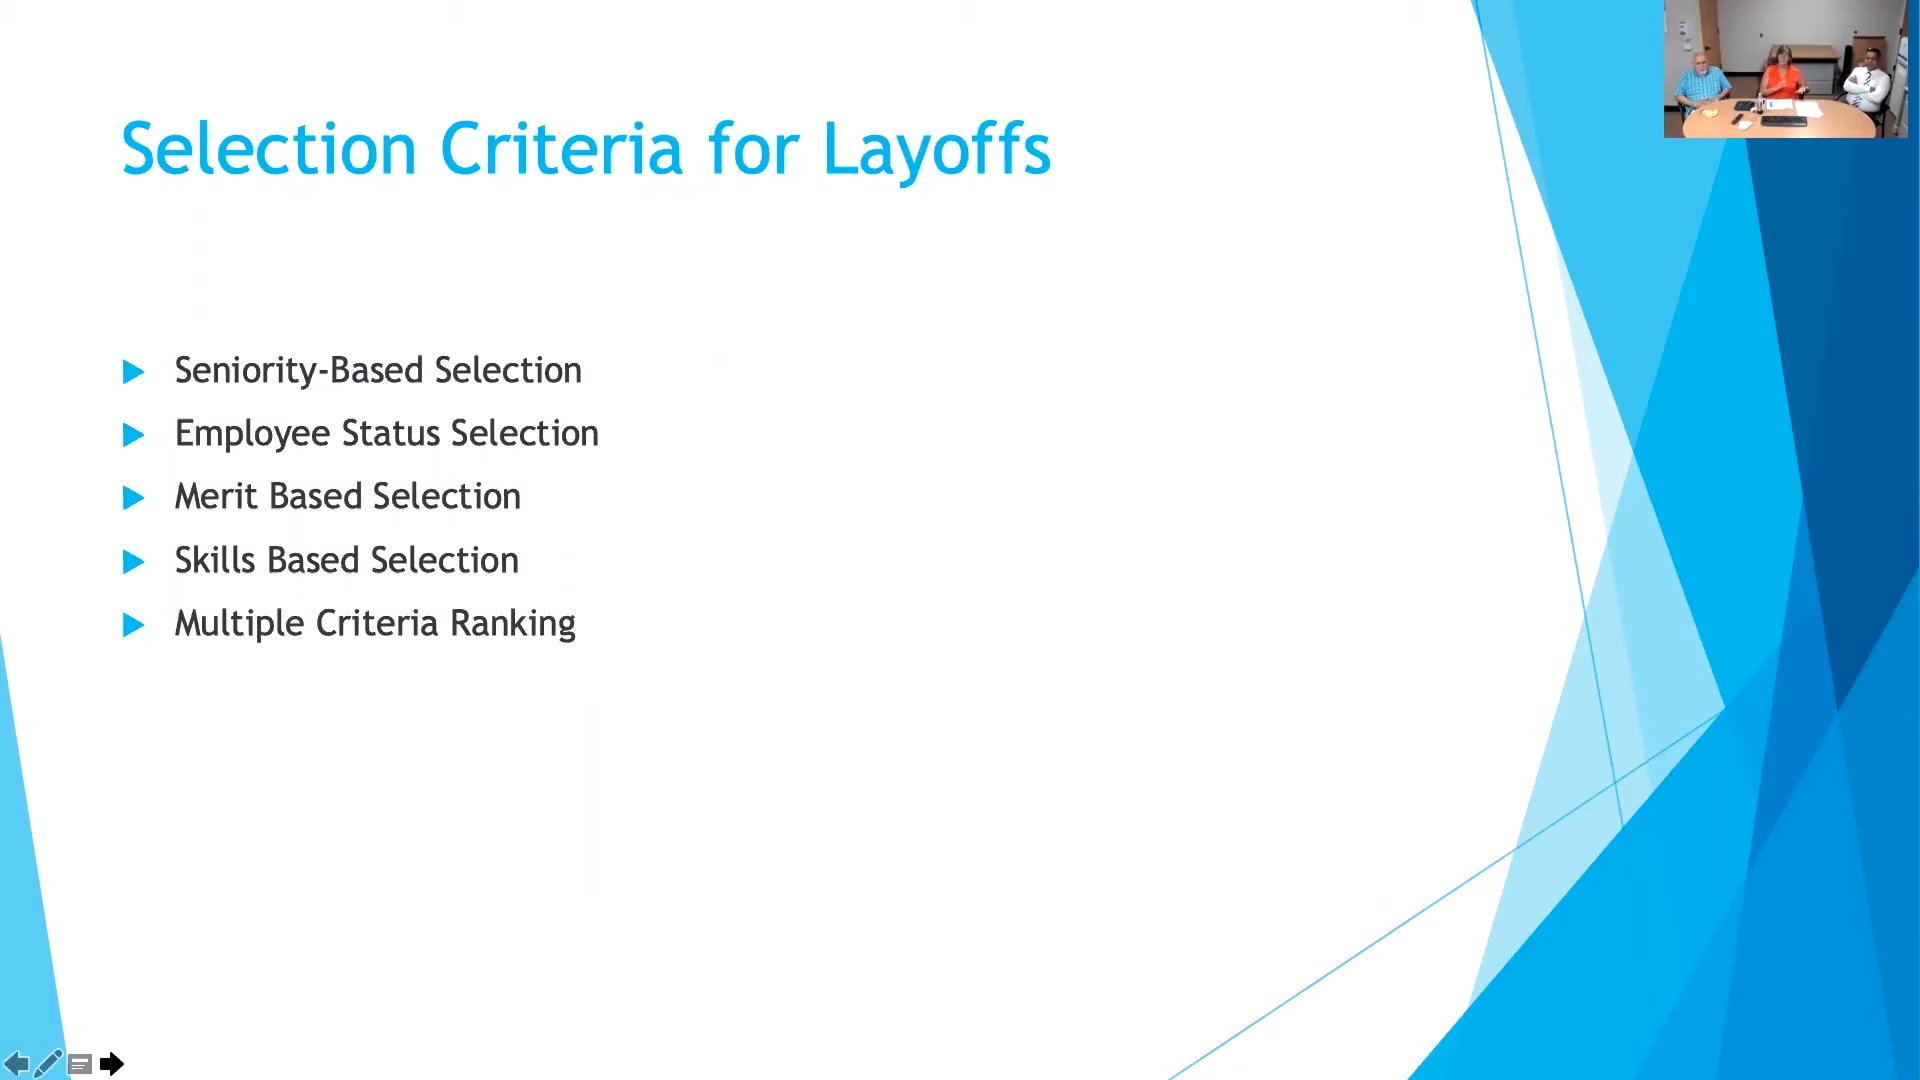 Selection Criteria for Layoffs
Seniority-Based Selection
Employee Status Selection
Merit Based Selection
Skills Based Selection
Multiple Criteria Ranking